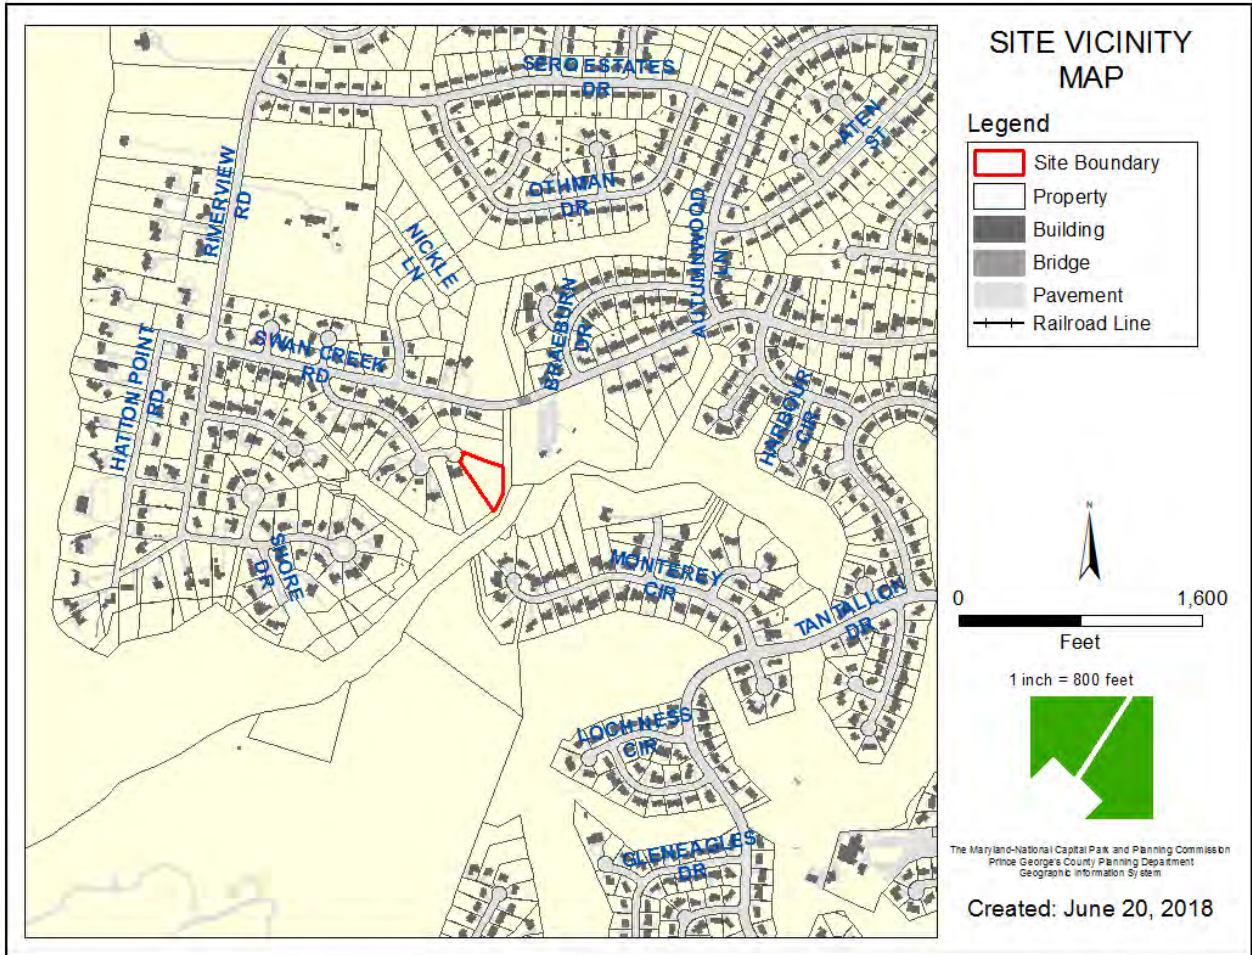 SERO ESTATES
DR
ATEN
ST
RIVERVIEW
RD
OTHMAN
DR
AUTUMNWOOD
LN
NICKLE
LN
BRAEBURN
DR
SWAN CREEK
RD
HATTON POINT
RD
HARBOUR
CIR
SHORE
DR
MONTEREY
CIR
TANTALLON
DR
LOCH NESS
CIR
GLENEAGLES
DR
SITE VICINITY
MAP
Legend
Site Boundary
Property
Building
Bridge
Pavement
Railroad Line
N
0 1,600
Feet
1 inch = 800 feet
The Maryland-National Capital Park and Planning Commission
Prince George's County Planning Department
Geographic Information System
Created: June 20, 2018